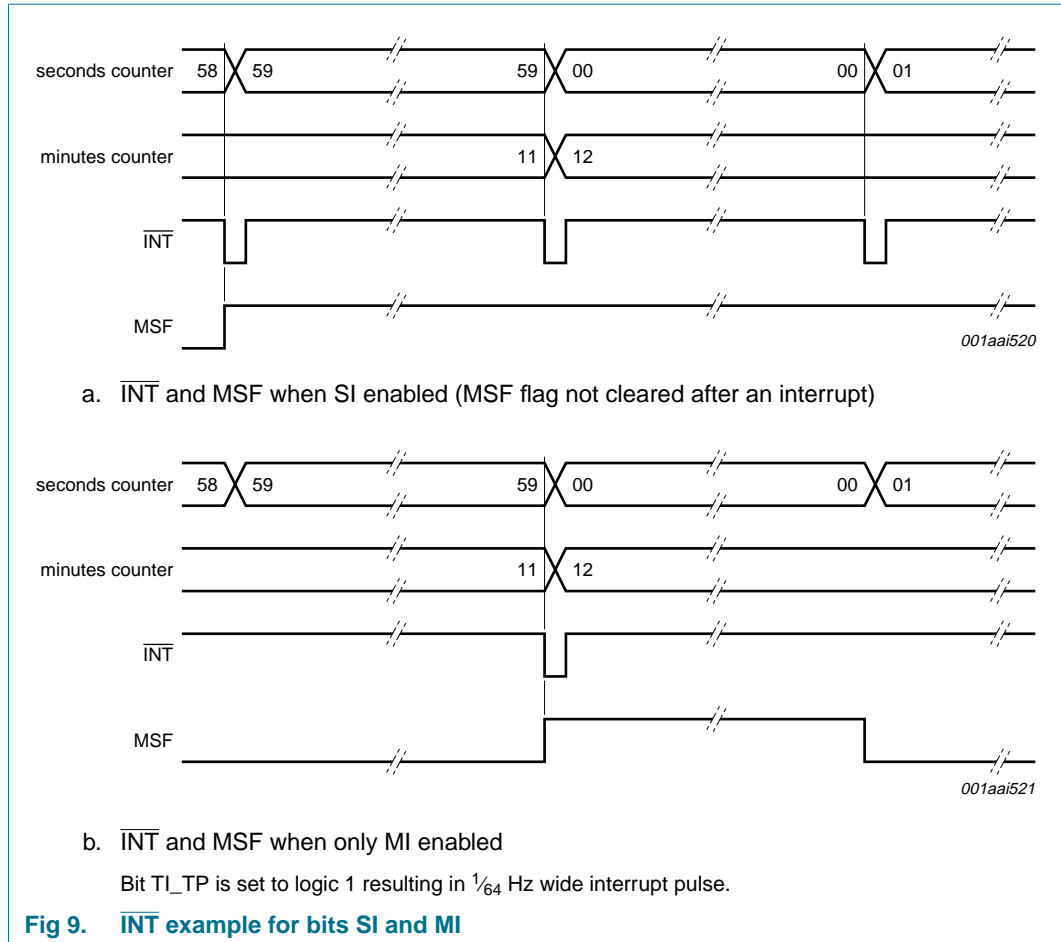 seconds counter 58 59 59 00 00 01
minutes counter 11 12
INT
MSF
001aai520
a. INT and MSF when SI enabled (MSF flag not cleared after an interrupt)
seconds counter 58 59 59 00 00 01
minutes counter 11 12
INT
MSF
001aai521
b. INT and MSF when only MI enabled
Bit TI_TP is set to logic 1 resulting in 1⁄64 Hz wide interrupt pulse.
Fig 9. INT example for bits SI and MI